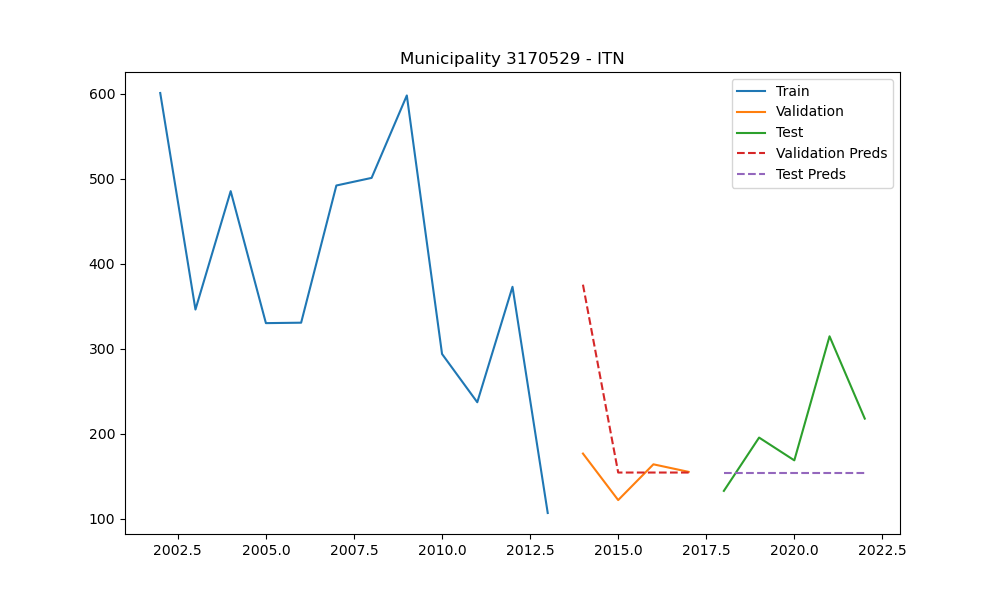 Municipality 3170529 - ITN
600
500
400
300
200
100
Train
Validation
Test
Validation Preds
Test Preds
2002.5 2005.0 2007.5 2010.0 2012.5 2015.0 2017.5 2020.0 2022.5